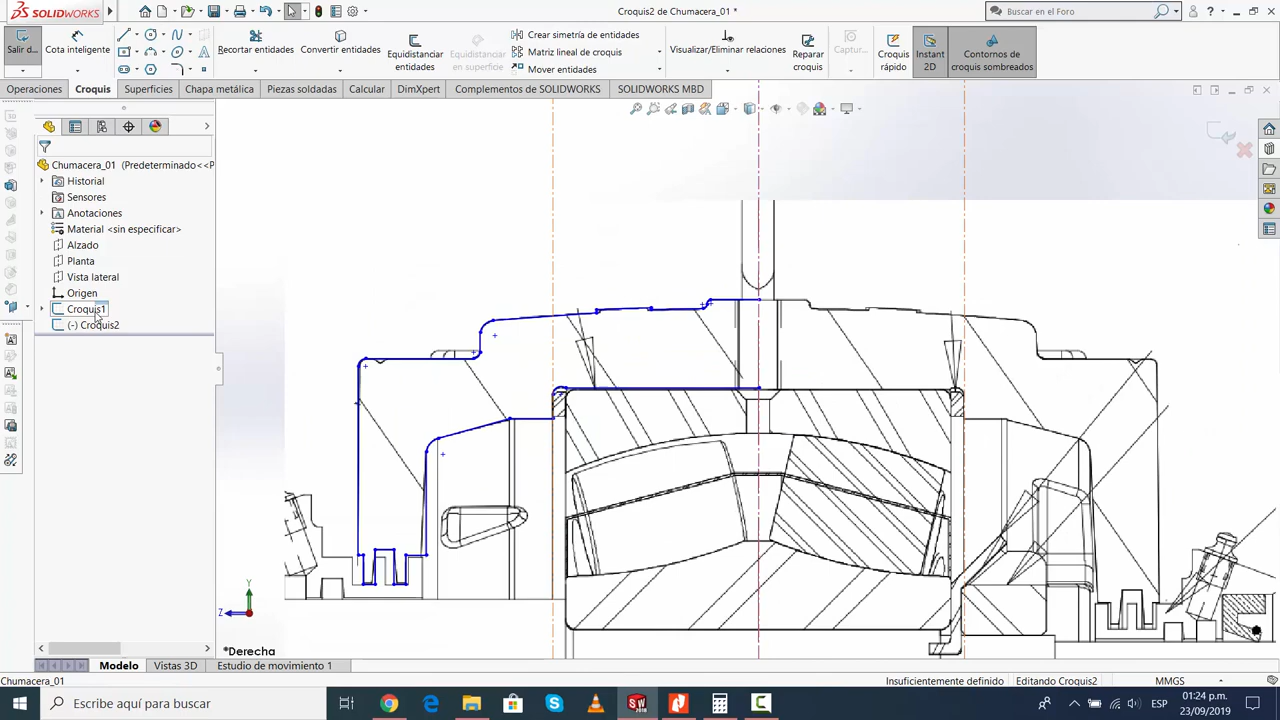 SOLIDWORKS
Croquis2 de Chumacera_01 *
Buscar en el Foro
Salir d...
Cota inteligente
Recortar entidades
Convertir entidades
Equidistanciar entidades
Equidistanciar en superficie
Crear simetría de entidades
Matriz lineal de croquis
Mover entidades
Visualizar/Eliminar relaciones
Reparar croquis
Captur...
Croquis rápido
Instant 2D
Contornos de croquis sombreados
Operaciones
Croquis
Superficies
Chapa metálica
Piezas soldadas
Calcular
DimXpert
Complementos de SOLIDWORKS
SOLIDWORKS MBD
Chumacera_01 (Predeterminado<<P
Historial
Sensores
Anotaciones
Material <sin especificar>
Alzado
Planta
Vista lateral
Origen
Croquis1
(-) Croquis2
Y
Z
*Derecha
Modelo
Vistas 3D
Estudio de movimiento 1
Chumacera_01
Insuficientemente definido
Editando Croquis2
MMGS
Escribe aquí para buscar
ESP
01:24 p.m.
23/09/2019